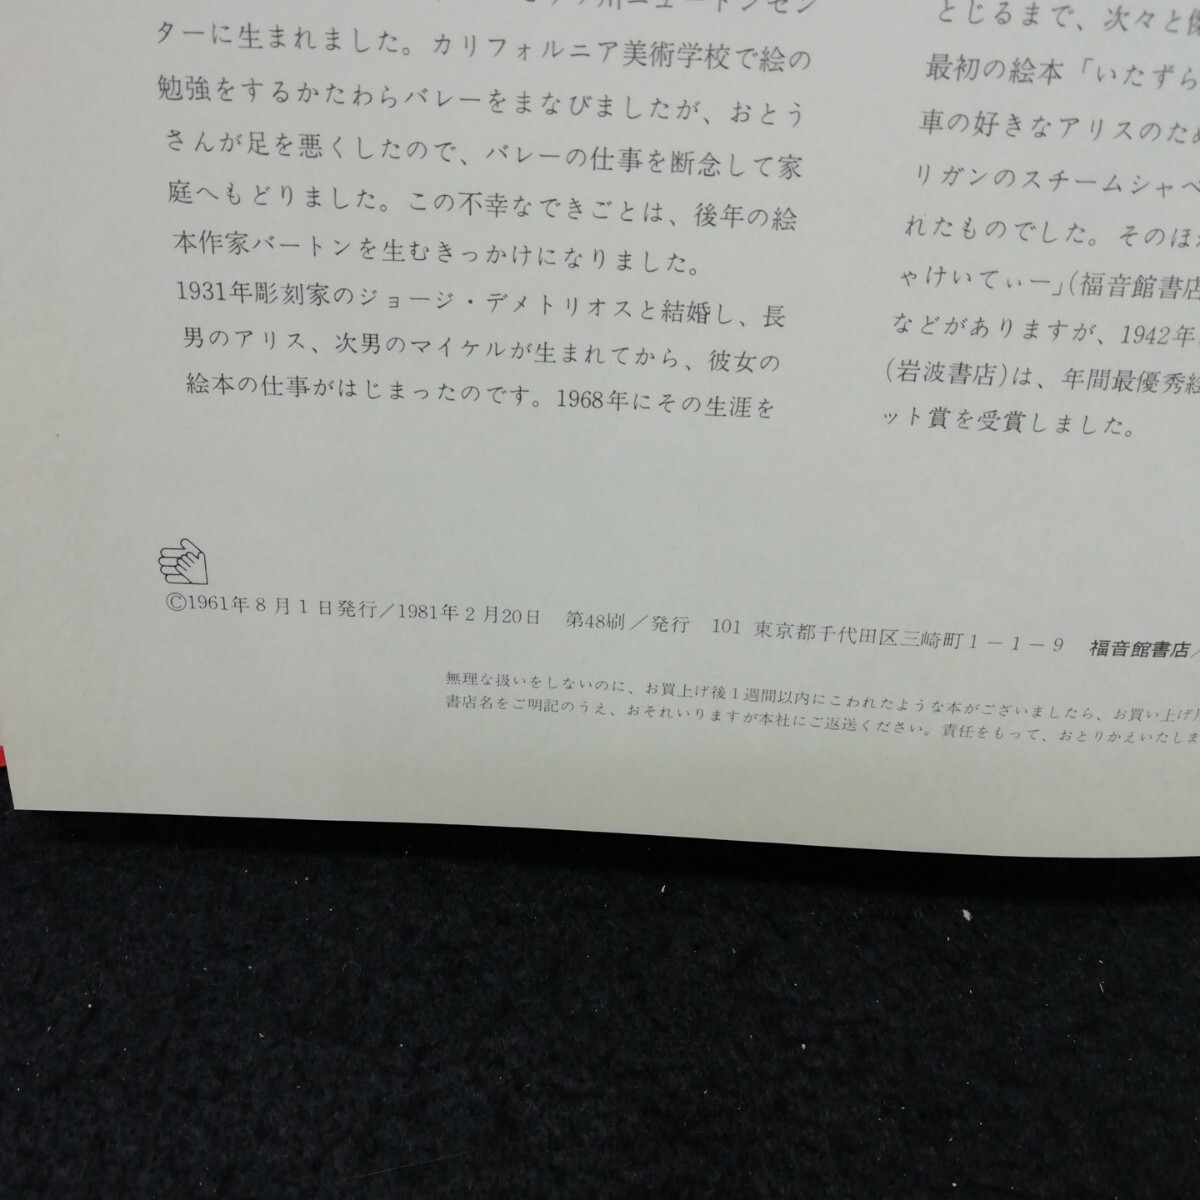 ニュートンセン
ターに生まれました。カリフォルニア美術学校で絵の
勉強をするかたわらバレーをまなびましたが、おとう
さんが足を悪くしたので、バレーの仕事を断念して家
庭へもどりました。この不幸なできごとは、後年の絵
本作家バートンを生むきっかけになりました。
1931年彫刻家のジョージ・デメトリオスと結婚し、長
男のアリス、次男のマイケルが生まれてから、彼女の
絵本の仕事がはじまったのです。1968年にその生涯を
とじるまで、次々と
最初の絵本「いたずら
車の好きなアリスのため
リガンのスチームシャベ
れたものでした。そのほか
ゃけいてぃー」(福音館書店
などがありますが、1942年
(岩波書店)は、年間最優秀絵
ット賞を受賞しました。
©1961年8月1日発行／1981年2月20日 第48刷／発行 101 東京都千代田区三崎町1－1－9 福音館書店／
無理な扱いをしないのに、お買上げ後1週間以内にこわれたような本がございましたら、お買い上げ月
書店名をご明記のうえ、おそれいりますが本社にご返送ください。責任をもって、おとりかえいたしま